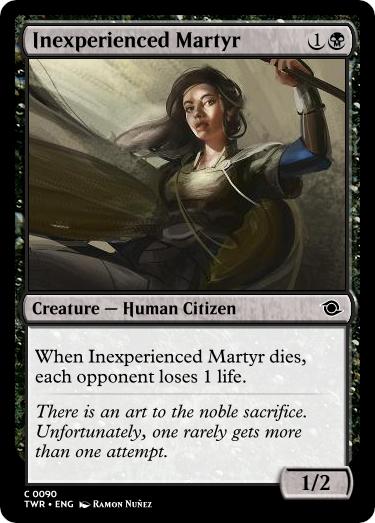 Inexperienced Martyr 1
Creature — Human Citizen
When Inexperienced Martyr dies,
each opponent loses 1 life.
There is an art to the noble sacrifice.
Unfortunately, one rarely gets more
than one attempt.
1/2
C 0090
TWR • ENG Ramon Nuñez